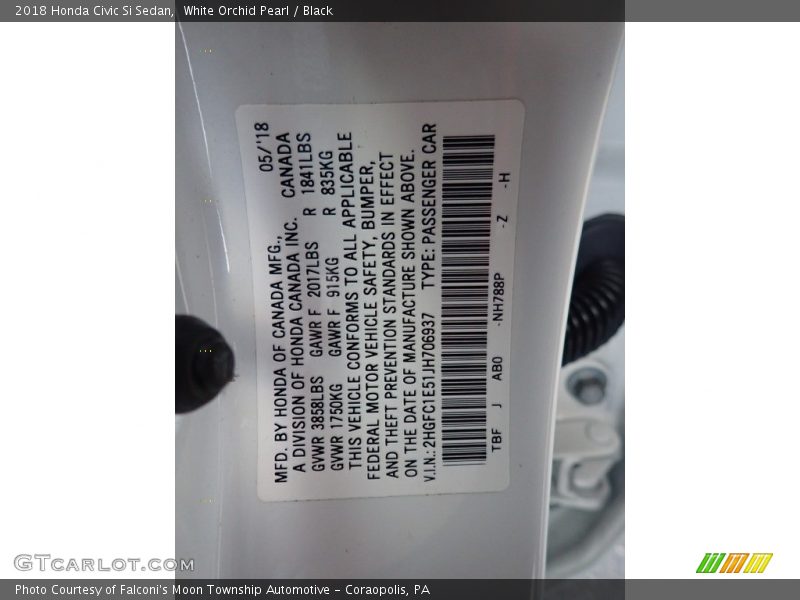 2018 Honda Civic Si Sedan, White Orchid Pearl / Black
MFD. BY HONDA OF CANADA MFG., 05/'18
A DIVISION OF HONDA CANADA INC. CANADA
GVWR 3858LBS GAWR F 2017LBS R 1841LBS
GVWR 1750KG GAWR F 915KG R 835KG
THIS VEHICLE CONFORMS TO ALL APPLICABLE
FEDERAL MOTOR VEHICLE SAFETY, BUMPER,
AND THEFT PREVENTION STANDARDS IN EFFECT
ON THE DATE OF MANUFACTURE SHOWN ABOVE.
V.I.N.: 2HGFC1E51JH706937 TYPE: PASSENGER CAR
TBF J AB0 -NH788P -Z -H
GTcarlot.com
Photo Courtesy of Falconi's Moon Township Automotive – Coraopolis, PA